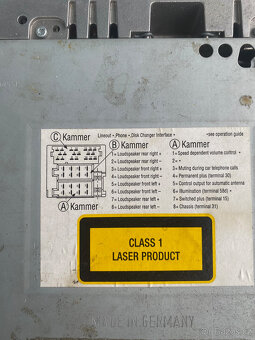 C Kammer
Lineout • Phone • Disk Changer Interface • •see operation guide
B Kammer
A Kammer
1+ Loudspeaker rear right +
2+ Loudspeaker rear right -
3+ Loudspeaker front right +
4+ Loudspeaker front right -
5+ Loudspeaker front left +
6+ Loudspeaker front left -
7+ Loudspeaker rear left +
8+ Loudspeaker rear left -
1+ Speed dependent volume control -
2+ -
3+ Muting during car telephone calls
4+ Permanent plus (terminal 30)
5+ Control output for automatic antenna
6+ Illumination (terminal 58d)
7+ Switched plus (terminal 15)
8+ Chassis (terminal 31)
A Kammer
CLASS 1
LASER PRODUCT
MADE IN GERMANY